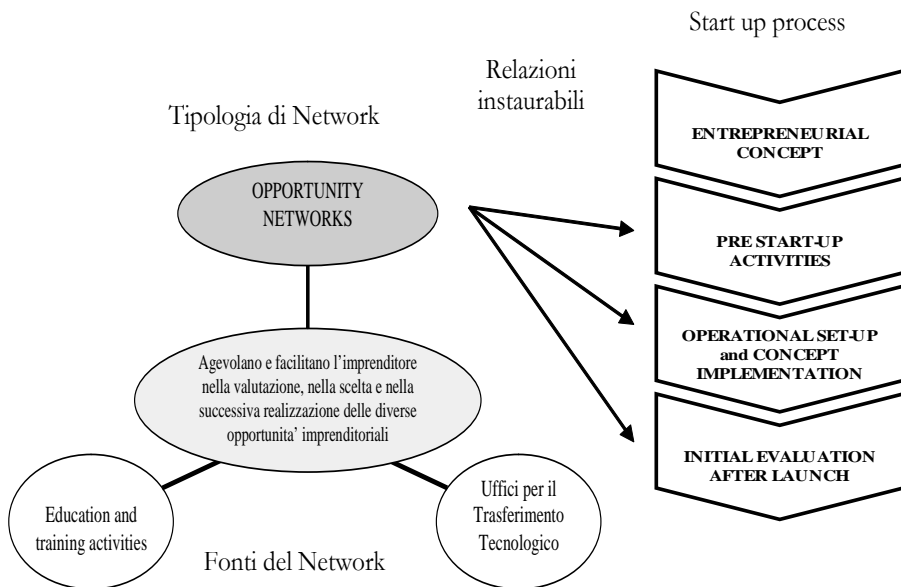 Start up process
Relazioni
instaurabili
Tipologia di Network
ENTREPRENEURIAL
CONCEPT
OPPORTUNITY
NETWORKS
PRE START-UP
ACTIVITIES
OPERATIONAL SET-UP
and CONCEPT
IMPLEMENTATION
Agevolano e facilitano l’imprenditore
nella valutazione, nella scelta e nella
successiva realizzazione delle diverse
opportunita’ imprenditoriali
INITIAL EVALUATION
AFTER LAUNCH
Education and
training activities
Uffici per il
Trasferimento
Tecnologico
Fonti del Network